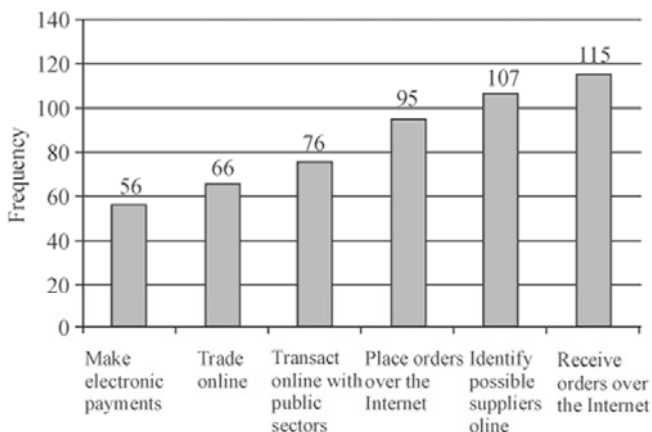 140
120
100
80
60
40
20
0
Frequency
56
66
76
95
107
115
Make
electronic
payments
Trade
online
Transact
online with
public
sectors
Place orders
over the
Internet
Identify
possible
suppliers
oline
Receive
orders over
the Internet